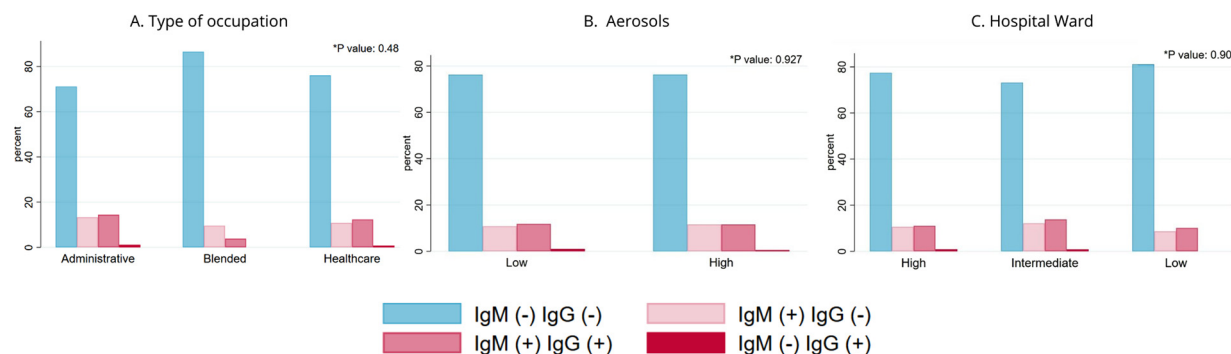 A. Type of occupation
*P value: 0.48
percent
0 20 40 60 80
Administrative Blended Healthcare
B. Aerosols
*P value: 0.927
percent
0 20 40 60 80
Low High
C. Hospital Ward
*P value: 0.90
percent
0 20 40 60 80
High Intermediate Low
IgM (-) IgG (-) IgM (+) IgG (-)
IgM (+) IgG (+) IgM (-) IgG (+)